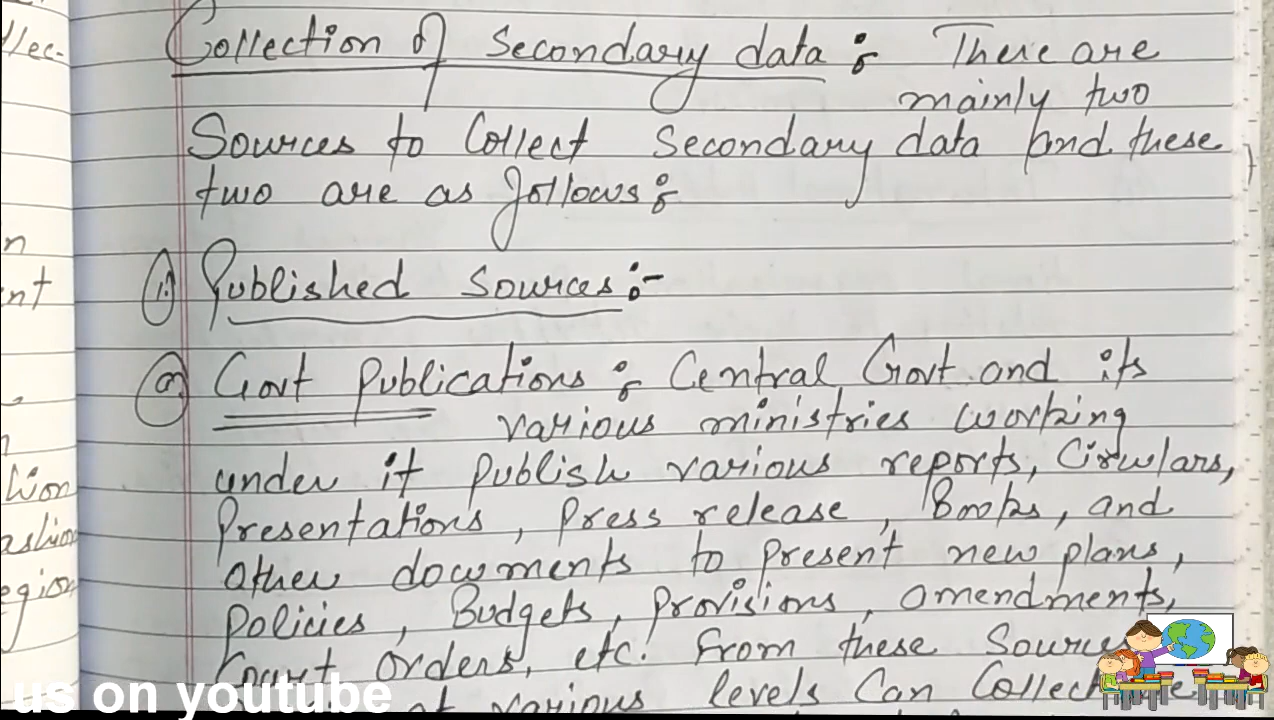 llec-
n
nt
Collection of Secondary data :- There are
mainly two
Sources to Collect Secondary data and these
two are as follows :-
1) Published Sources :-
a) Govt Publications :- Central Govt. and its
various ministries working
under it publish various reports, Circulars,
Presentations, Press release, Books, and
other documents to present new plans,
policies, Budgets, provisions, amendments,
Court orders, etc. From these
various levels Can Collect
us on youtube